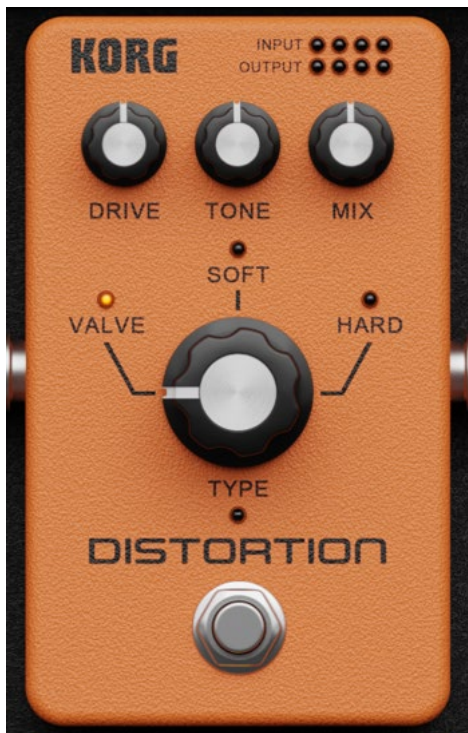 KORG
INPUT
OUTPUT
DRIVE TONE MIX
SOFT
VALVE HARD
TYPE
DISTORTION